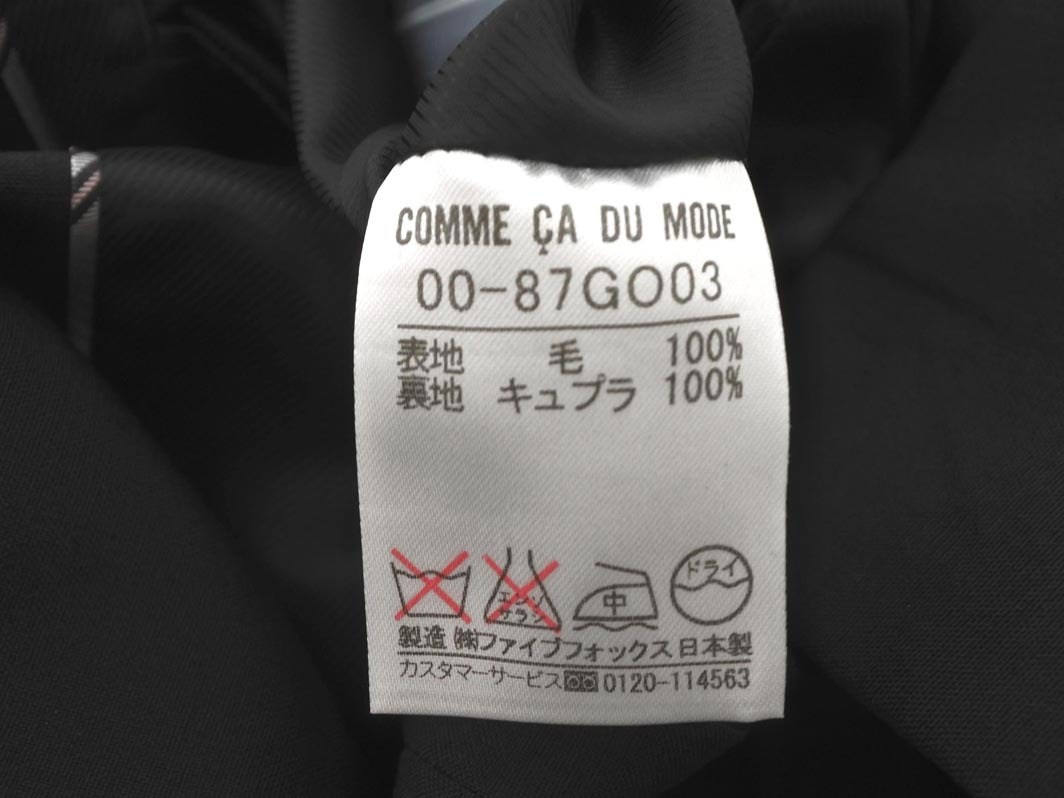 COMME ÇA DU MODE
00-87GO03
表地 毛 100%
裏地 キュプラ 100%
エンソ サラシ 中 ドライ
製造 ㈱ファイブフォックス 日本製
カスタマーサービス 0120-114563